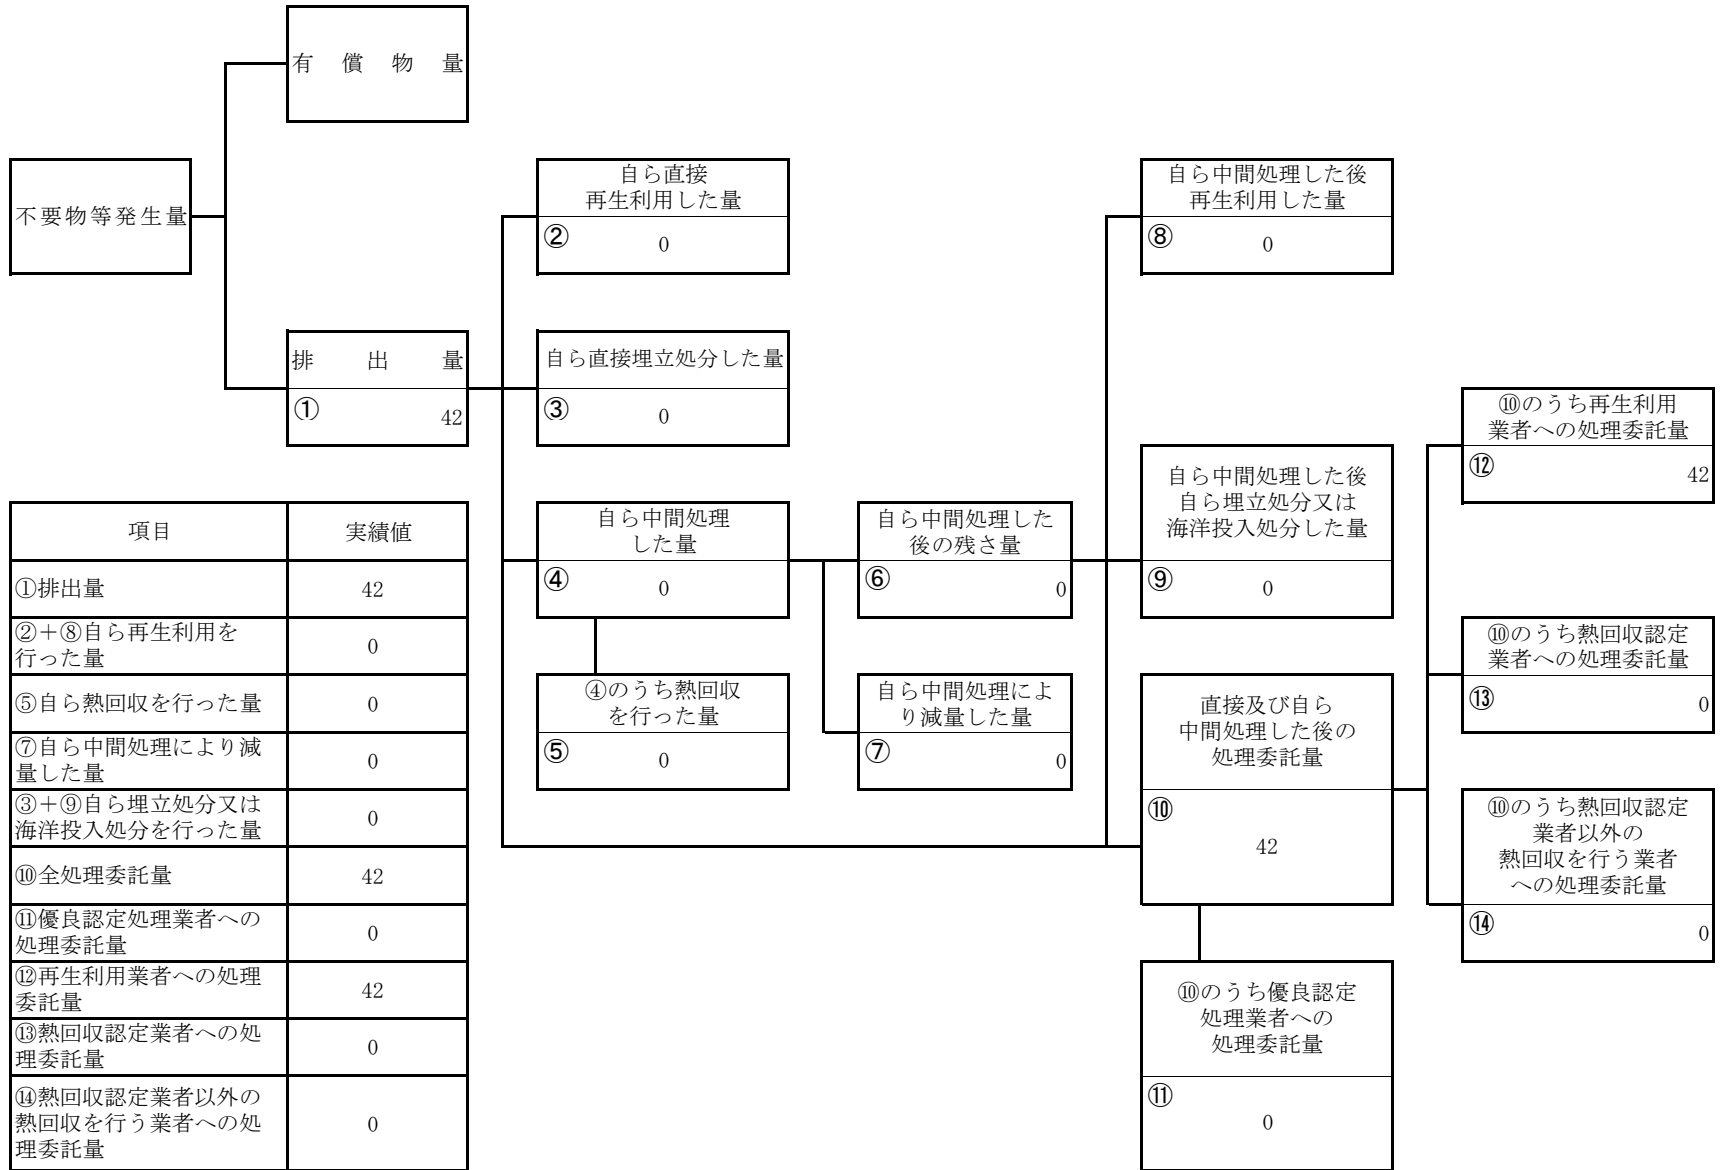 有償物量
不要物等発生量
自ら直接
再生利用した量
② 0
自ら中間処理した後
再生利用した量
⑧ 0
排出量
① 42
自ら直接埋立処分した量
③ 0
⑩のうち再生利用
業者への処理委託量
⑫ 42
自ら中間処理
した量
④ 0
自ら中間処理した
後の残さ量
⑥ 0
自ら中間処理した後
自ら埋立処分又は
海洋投入処分した量
⑨ 0
⑩のうち熱回収認定
業者への処理委託量
⑬ 0
④のうち熱回収
を行った量
⑤ 0
自ら中間処理によ
り減量した量
⑦ 0
直接及び自ら
中間処理した後の
処理委託量
⑩
42
⑩のうち熱回収認定
業者以外の
熱回収を行う業者
への処理委託量
⑭ 0
⑩のうち優良認定
処理業者への
処理委託量
⑪
0
項目 実績値
①排出量 42
②＋⑧自ら再生利用を
行った量 0
⑤自ら熱回収を行った量 0
⑦自ら中間処理により減
量した量 0
③＋⑨自ら埋立処分又は
海洋投入処分を行った量 0
⑩全処理委託量 42
⑪優良認定処理業者への
処理委託量 0
⑫再生利用業者への処理
委託量 42
⑬熱回収認定業者への処
理委託量 0
⑭熱回収認定業者以外の
熱回収を行う業者への処
理委託量 0